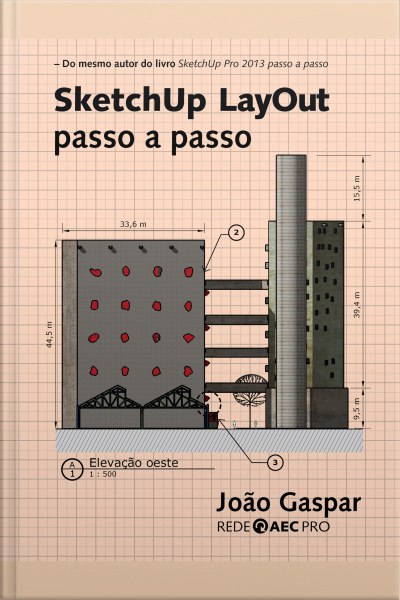 – Do mesmo autor do livro SketchUp Pro 2013 passo a passo
SketchUp LayOut
passo a passo
15,5 m
33,6 m
2
44,5 m
39,4 m
9,5 m
A
1
Elevação oeste
1 : 500
3
João Gaspar
REDE AEC PRO